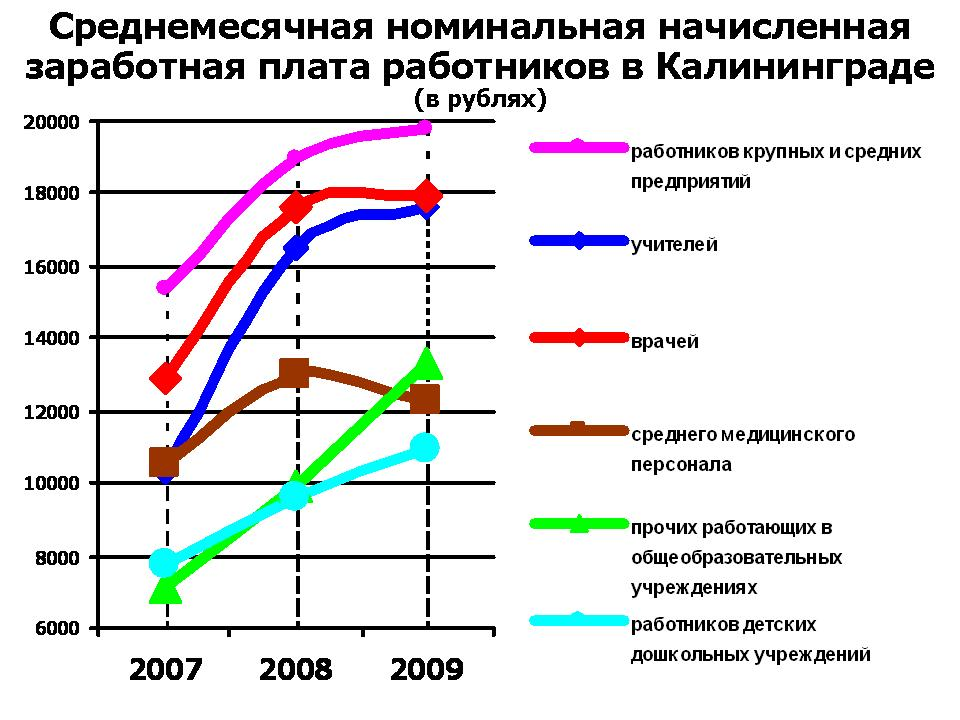 Среднемесячная номинальная начисленная
заработная плата работников в Калининграде
(в рублях)
20000
18000
16000
14000
12000
10000
8000
6000
2007 2008 2009
работников крупных и средних
предприятий
учителей
врачей
среднего медицинского
персонала
прочих работающих в
общеобразовательных
учреждениях
работников детских
дошкольных учреждений